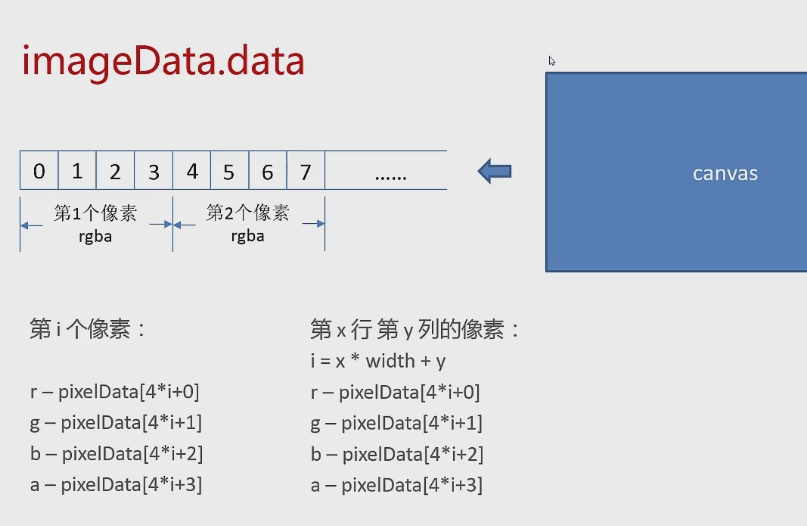 imageData.data
0 1 2 3 4 5 6 7 ......
第1个像素 第2个像素
rgba rgba
canvas
第 i 个像素：
r – pixelData[4*i+0]
g – pixelData[4*i+1]
b – pixelData[4*i+2]
a – pixelData[4*i+3]
第 x 行 第 y 列的像素：
i = x * width + y
r – pixelData[4*i+0]
g – pixelData[4*i+1]
b – pixelData[4*i+2]
a – pixelData[4*i+3]